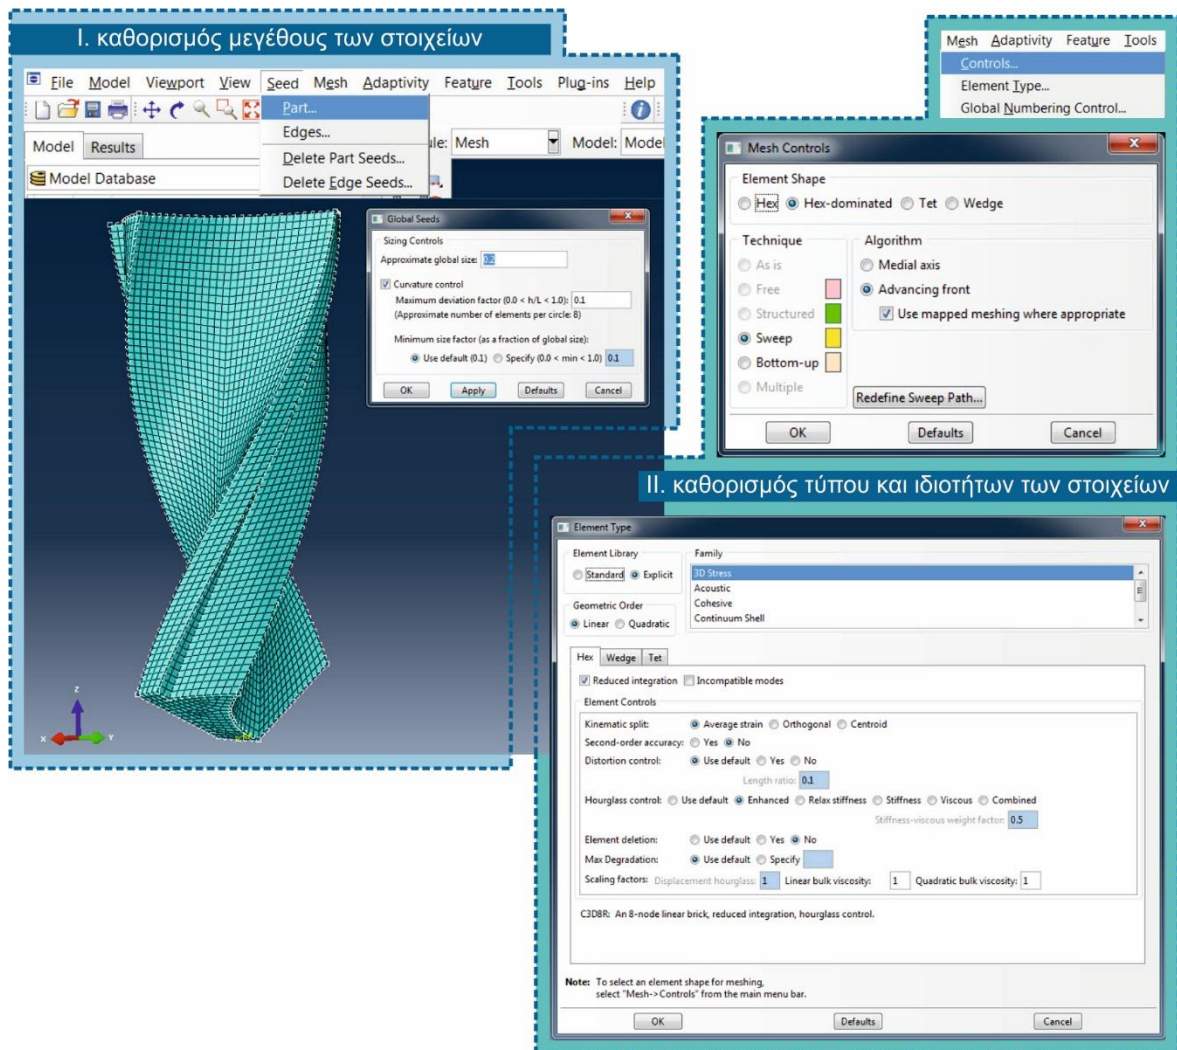 I. καθορισμός μεγέθους των στοιχείων
File Model Viewport View Seed Mesh Adaptivity Feature Tools Plug-ins Help
Part...
Edges...
Delete Part Seeds...
Delete Edge Seeds...
Model Results
Mesh Model: Model
Model Database
Global Seeds
Sizing Controls
Approximate global size: 0.2
Curvature control
Maximum deviation factor (0.0 < h/L < 1.0): 0.1
(Approximate number of elements per circle: 8)
Minimum size factor (as a fraction of global size):
Use default (0.1) Specify (0.0 < min < 1.0) 0.1
OK Apply Defaults Cancel
z
x Y
Mesh Adaptivity Feature Tools
Controls...
Element Type...
Global Numbering Control...
Mesh Controls
Element Shape
Hex Hex-dominated Tet Wedge
Technique
As is
Free
Structured
Sweep
Bottom-up
Multiple
Algorithm
Medial axis
Advancing front
Use mapped meshing where appropriate
Redefine Sweep Path...
OK Defaults Cancel
II. καθορισμός τύπου και ιδιοτήτων των στοιχείων
Element Type
Element Library
Standard Explicit
Geometric Order
Linear Quadratic
Family
3D Stress
Acoustic
Cohesive
Continuum Shell
Hex Wedge Tet
Reduced integration Incompatible modes
Element Controls
Kinematic split: Average strain Orthogonal Centroid
Second-order accuracy: Yes No
Distortion control: Use default Yes No
Length ratio: 0.1
Hourglass control: Use default Enhanced Relax stiffness Stiffness Viscous Combined
Stiffness-viscous weight factor: 0.5
Element deletion: Use default Yes No
Max Degradation: Use default Specify
Scaling factors: Displacement hourglass: 1 Linear bulk viscosity: 1 Quadratic bulk viscosity: 1
C3D8R: An 8-node linear brick, reduced integration, hourglass control.
Note: To select an element shape for meshing,
select "Mesh->Controls" from the main menu bar.
OK Defaults Cancel